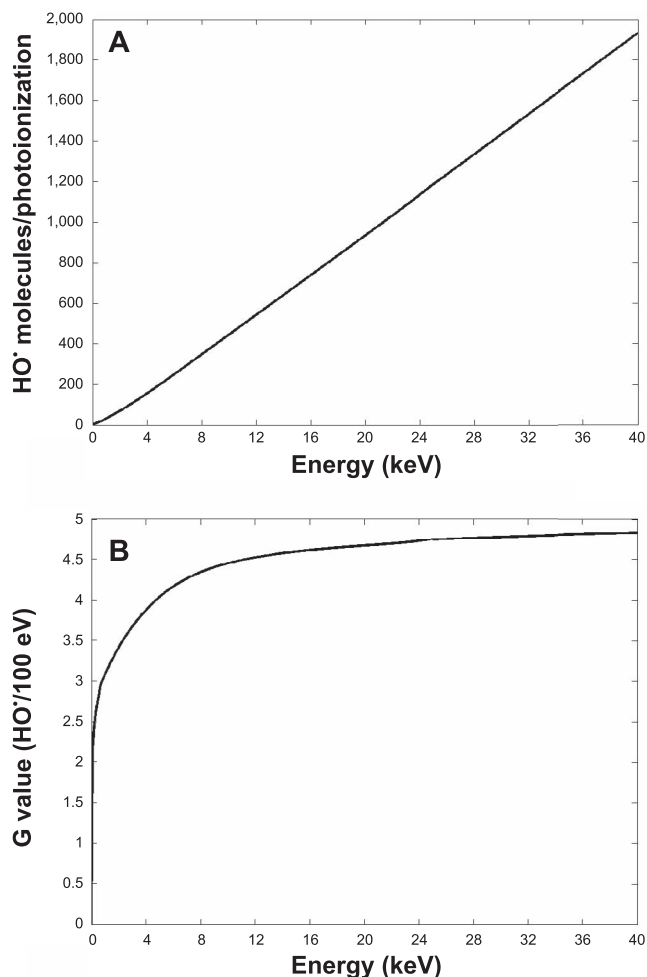 A
HO• molecules/photoionization
2,000
1,800
1,600
1,400
1,200
1,000
800
600
400
200
0
0 4 8 12 16 20 24 28 32 36 40
Energy (keV)
B
G value (HO•/100 eV)
5
4.5
4
3.5
3
2.5
2
1.5
1
0.5
0
0 4 8 12 16 20 24 28 32 36 40
Energy (keV)